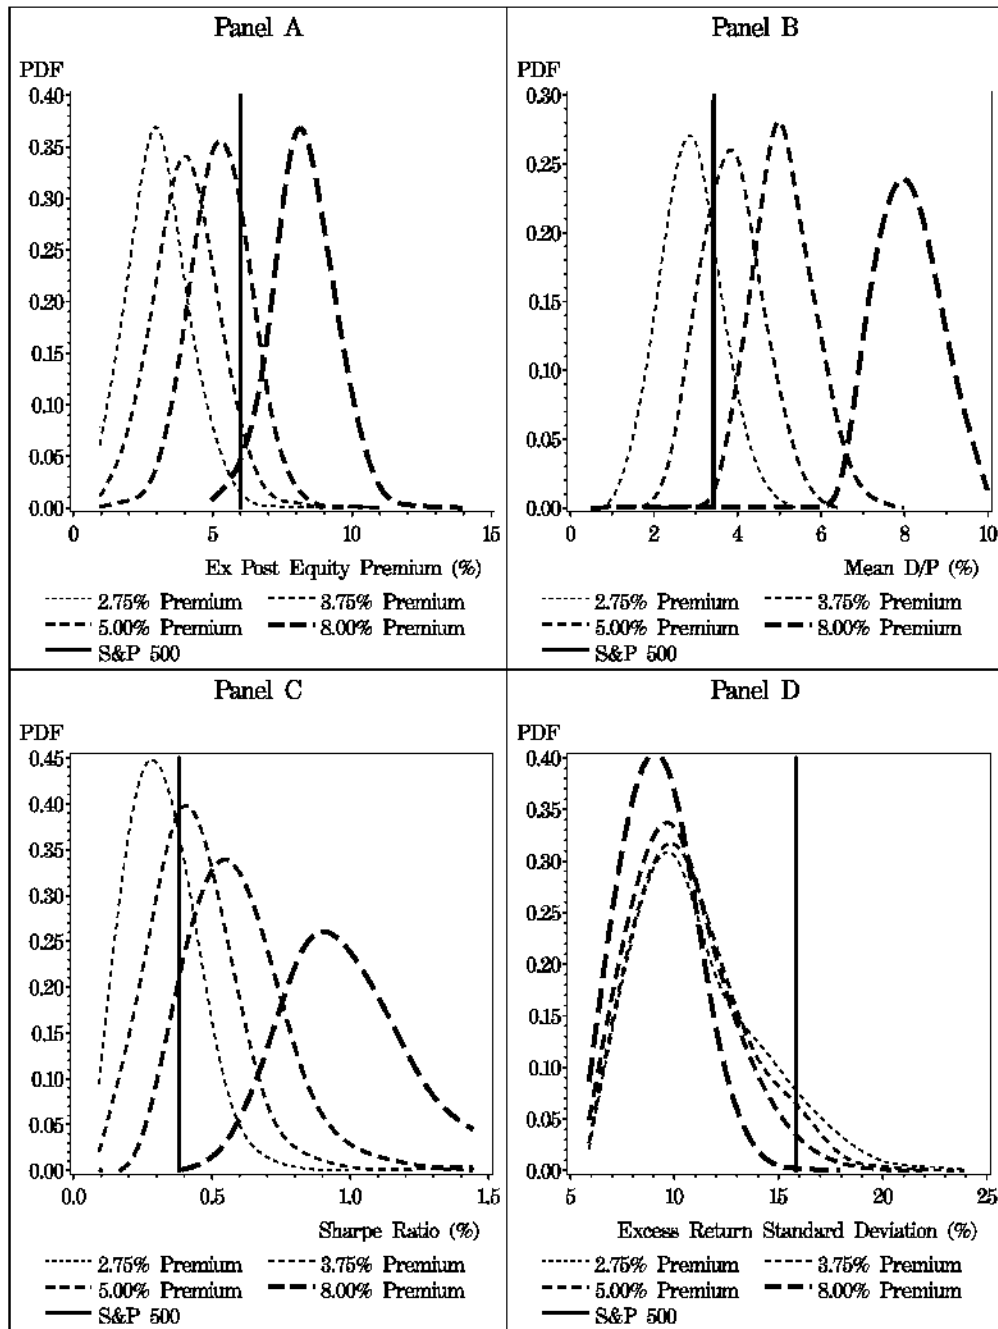 Panel A
PDF
0.40
0.35
0.30
0.25
0.20
0.15
0.10
0.05
0.00
0 5 10 15
Ex Post Equity Premium (%)
2.75% Premium 3.75% Premium
5.00% Premium 8.00% Premium
S&P 500
Panel B
PDF
0.30
0.25
0.20
0.15
0.10
0.05
0.00
0 2 4 6 8 10
Mean D/P (%)
2.75% Premium 3.75% Premium
5.00% Premium 8.00% Premium
S&P 500
Panel C
PDF
0.45
0.40
0.35
0.30
0.25
0.20
0.15
0.10
0.05
0.00
0.0 0.5 1.0 1.5
Sharpe Ratio (%)
2.75% Premium 3.75% Premium
5.00% Premium 8.00% Premium
S&P 500
Panel D
PDF
0.40
0.35
0.30
0.25
0.20
0.15
0.10
0.05
0.00
5 10 15 20 25
Excess Return Standard Deviation (%)
2.75% Premium 3.75% Premium
5.00% Premium 8.00% Premium
S&P 500